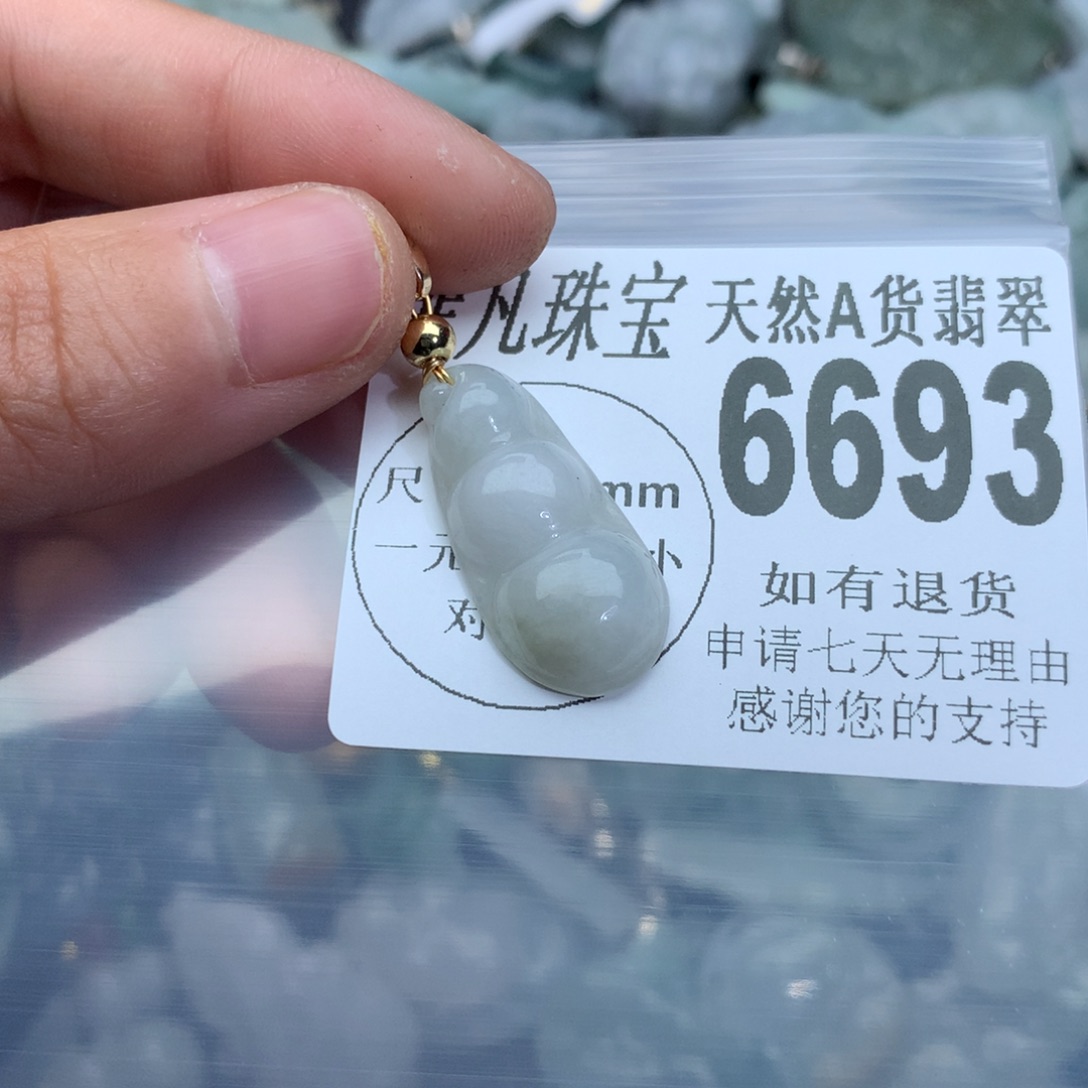 凡珠宝 天然A货翡翠
6693
尺 mm
一元 小
对
如有退货
申请七天无理由
感谢您的支持